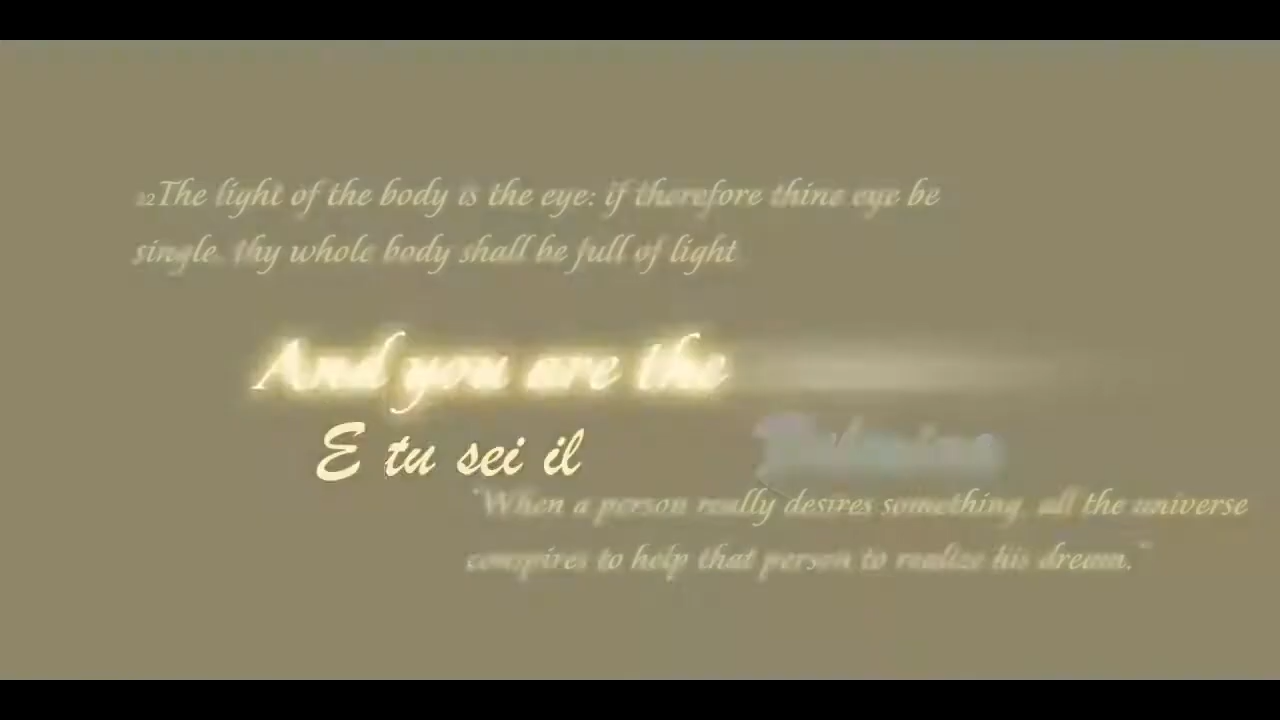 22The light of the body is the eye: if therefore thine eye be
single, thy whole body shall be full of light
And you are the
E tu sei il
"When a person really desires something, all the universe
conspires to help that person to realize his dream."